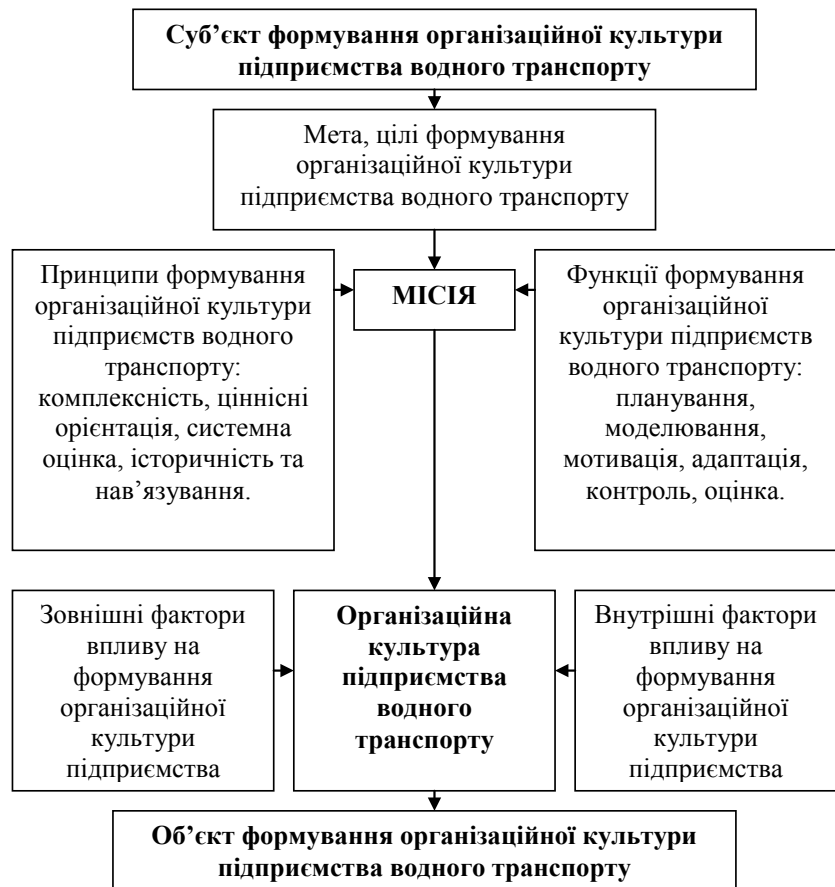 Суб’єкт формування організаційної культури
підприємства водного транспорту
Мета, цілі формування
організаційної культури
підприємства водного транспорту
Принципи формування
організаційної культури
підприємств водного
транспорту:
комплексність, ціннісні
орієнтація, системна
оцінка, історичність та
нав’язування.
МІСІЯ
Функції формування
організаційної
культури підприємств
водного транспорту:
планування,
моделювання,
мотивація, адаптація,
контроль, оцінка.
Зовнішні фактори
впливу на
формування
організаційної
культури
підприємства
Організаційна
культура
підприємства
водного
транспорту
Внутрішні фактори
впливу на
формування
організаційної
культури
підприємства
Об’єкт формування організаційної культури
підприємства водного транспорту